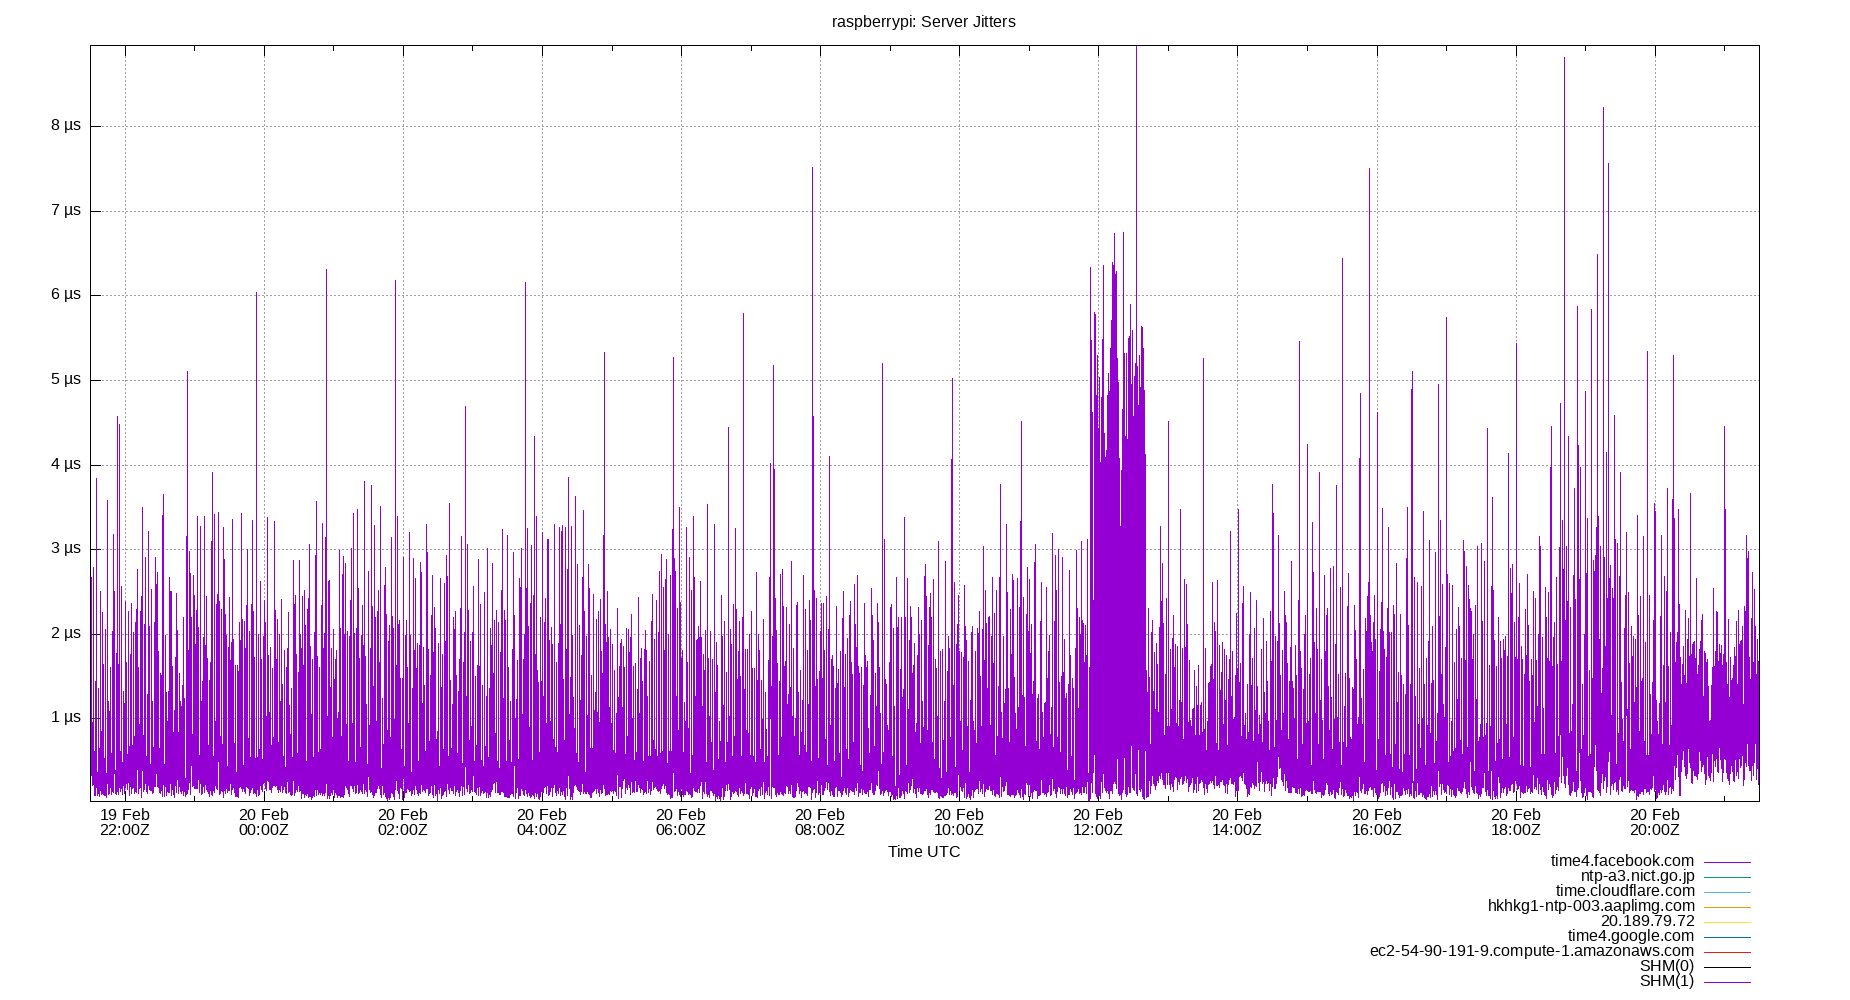 raspberrypi: Server Jitters
8 µs
7 µs
6 µs
5 µs
4 µs
3 µs
2 µs
1 µs
19 Feb 20 Feb 20 Feb 20 Feb 20 Feb 20 Feb 20 Feb 20 Feb 20 Feb 20 Feb 20 Feb 20 Feb
22:00Z 00:00Z 02:00Z 04:00Z 06:00Z 08:00Z 10:00Z 12:00Z 14:00Z 16:00Z 18:00Z 20:00Z
Time UTC
time4.facebook.com
ntp-a3.nict.go.jp
time.cloudflare.com
hkhkg1-ntp-003.aaplimg.com
20.189.79.72
time4.google.com
ec2-54-90-191-9.compute-1.amazonaws.com
SHM(0)
SHM(1)